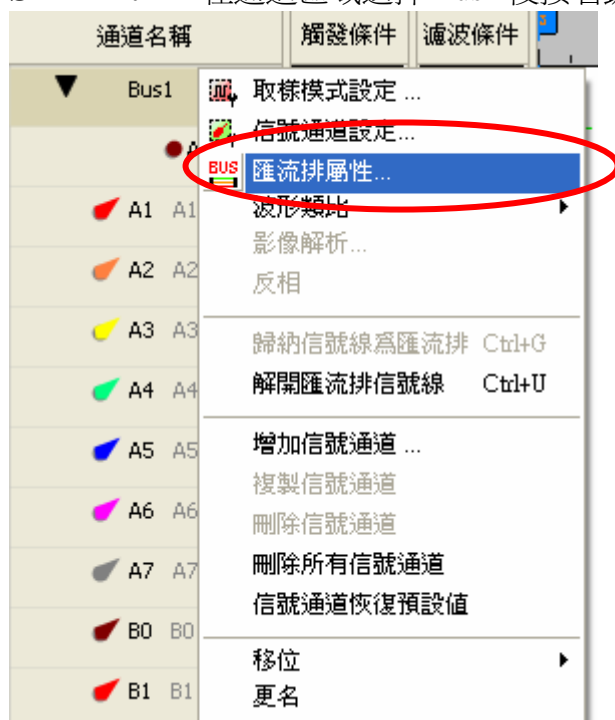 通道名稱 觸發條件 濾波條件
Bus1
取樣模式設定 ...
信號通道設定...
BUS 匯流排屬性...
A1 A1 波形類比
影像解析...
A2 A2 反相
A3 A3 歸納信號線爲匯流排 Ctrl+G
A4 A4 解開匯流排信號線 Ctrl+U
A5 A5 增加信號通道 ...
複製信號通道
A6 A6 刪除信號通道
A7 A7 刪除所有信號通道
信號通道恢復預設値
B0 B0
移位
B1 B1 更名